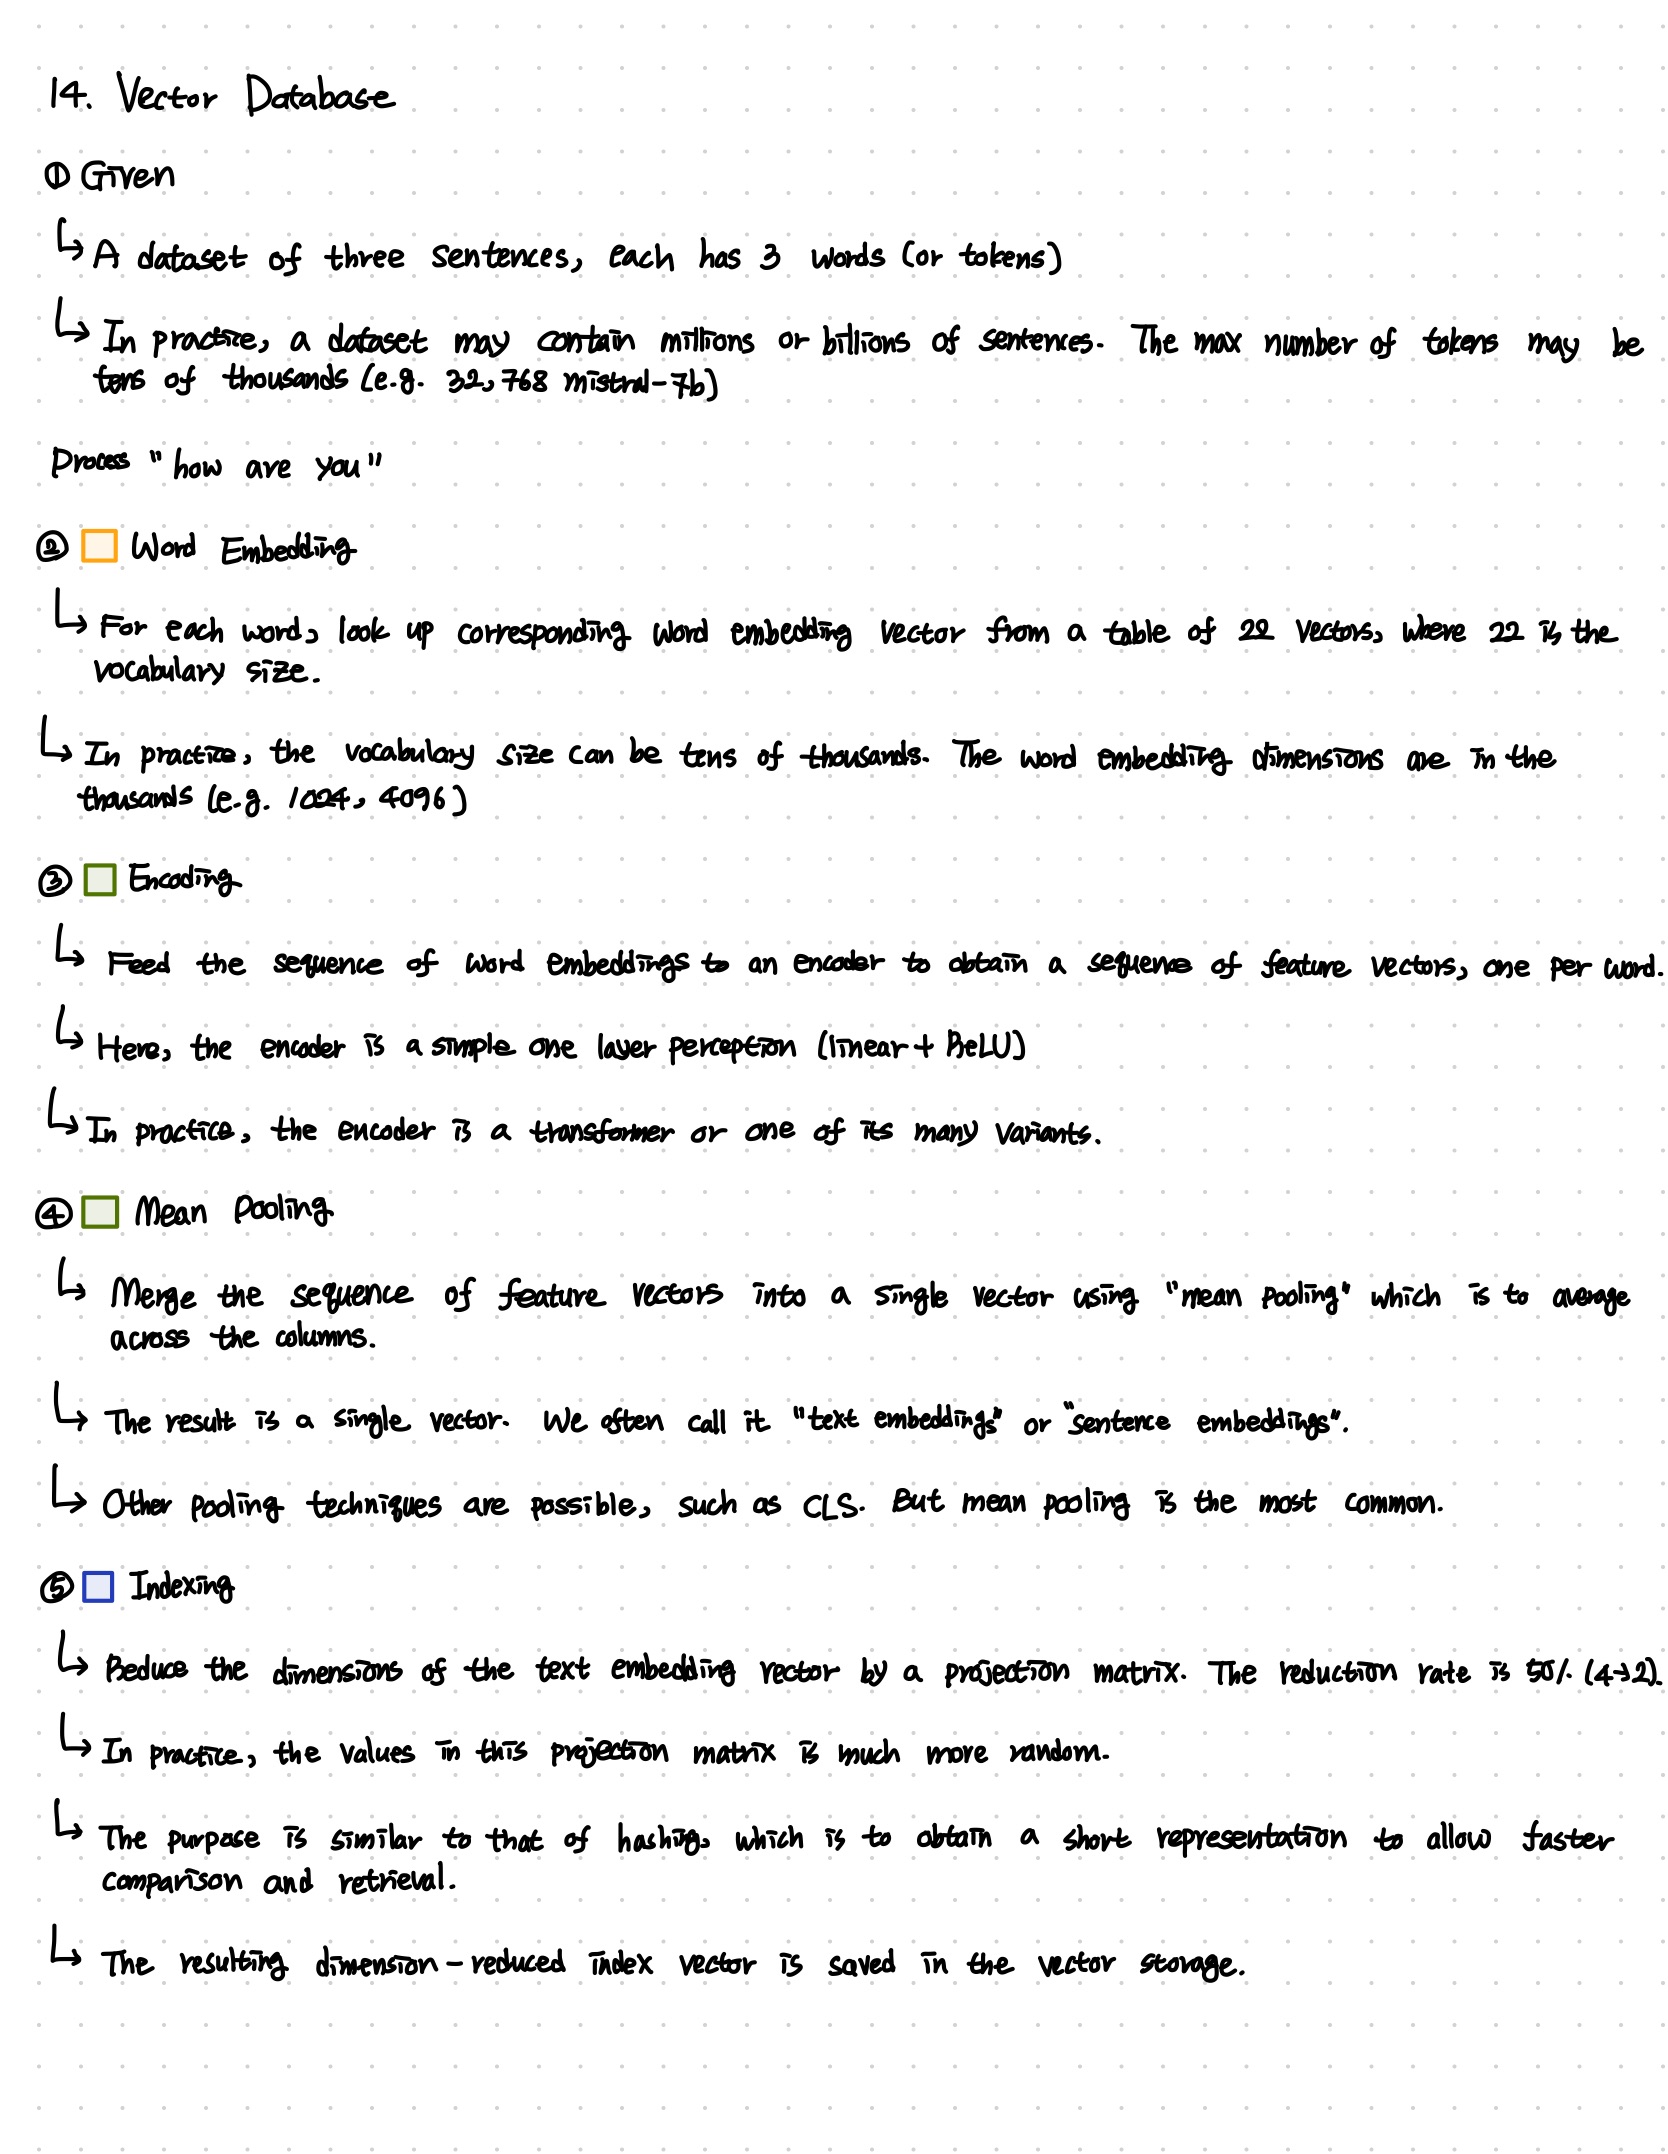 14. Vector Database
① Given
↳ A dataset of three sentences, each has 3 words (or tokens)
↳ In practice, a dataset may contain millions or billions of sentences. The max number of tokens may be
tens of thousands (e.g. 32,768 mistral-7b)
Process "how are you"
② Word Embedding
↳ For each word, look up corresponding word embedding vector from a table of 22 vectors, where 22 is the
vocabulary size.
↳ In practice, the vocabulary size can be tens of thousands. The word embedding dimensions are in the
thousands (e.g. 1024, 4096)
③ Encoding
↳ Feed the sequence of word embeddings to an encoder to obtain a sequence of feature vectors, one per word.
↳ Here, the encoder is a simple one layer perception (linear + ReLU)
↳ In practice, the encoder is a transformer or one of its many variants.
④ Mean Pooling
↳ Merge the sequence of feature vectors into a single vector using "mean pooling" which is to average
across the columns.
↳ The result is a single vector. We often call it "text embeddings" or "sentence embeddings".
↳ Other pooling techniques are possible, such as CLS. But mean pooling is the most common.
⑤ Indexing
↳ Reduce the dimensions of the text embedding vector by a projection matrix. The reduction rate is 50% (4→2).
↳ In practice, the values in this projection matrix is much more random.
↳ The purpose is similar to that of hashing, which is to obtain a short representation to allow faster
comparison and retrieval.
↳ The resulting dimension-reduced index vector is saved in the vector storage.